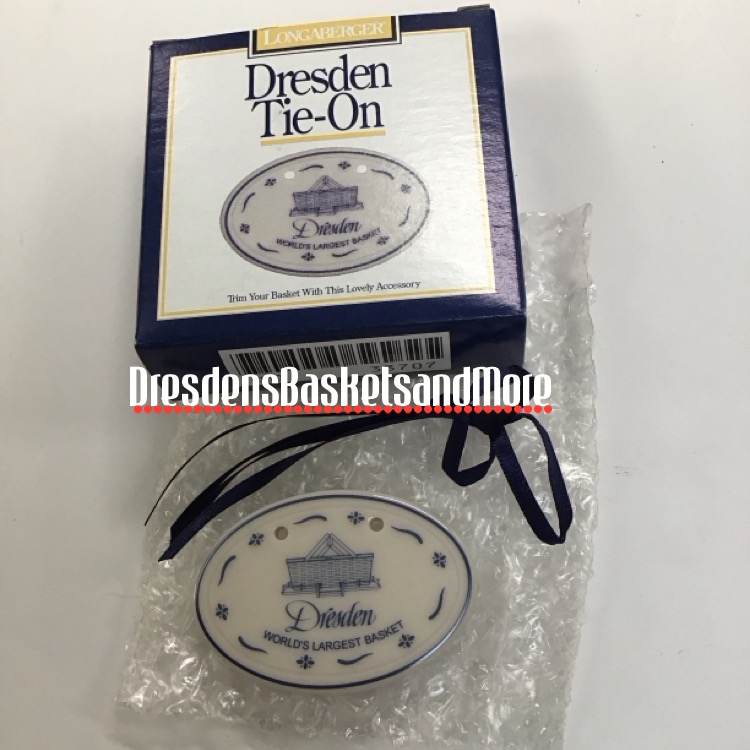 LONGABERGER
Dresden
Tie-On
Dresden
WORLD'S LARGEST BASKET
Trim Your Basket With This Lovely Accessory
DresdensBasketsandMore
Dresden
WORLD'S LARGEST BASKET